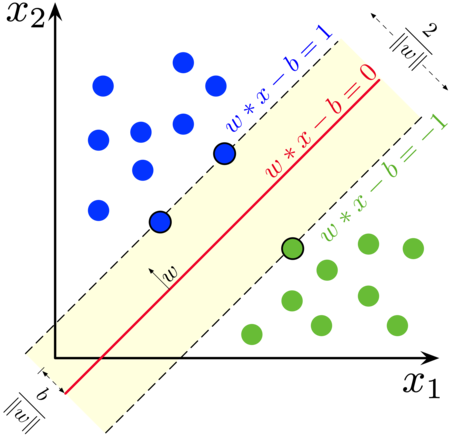 x₂
w * x − b = 1
2
‖w‖
w * x − b = 0
w * x − b = −1
w
b
‖w‖
x₁